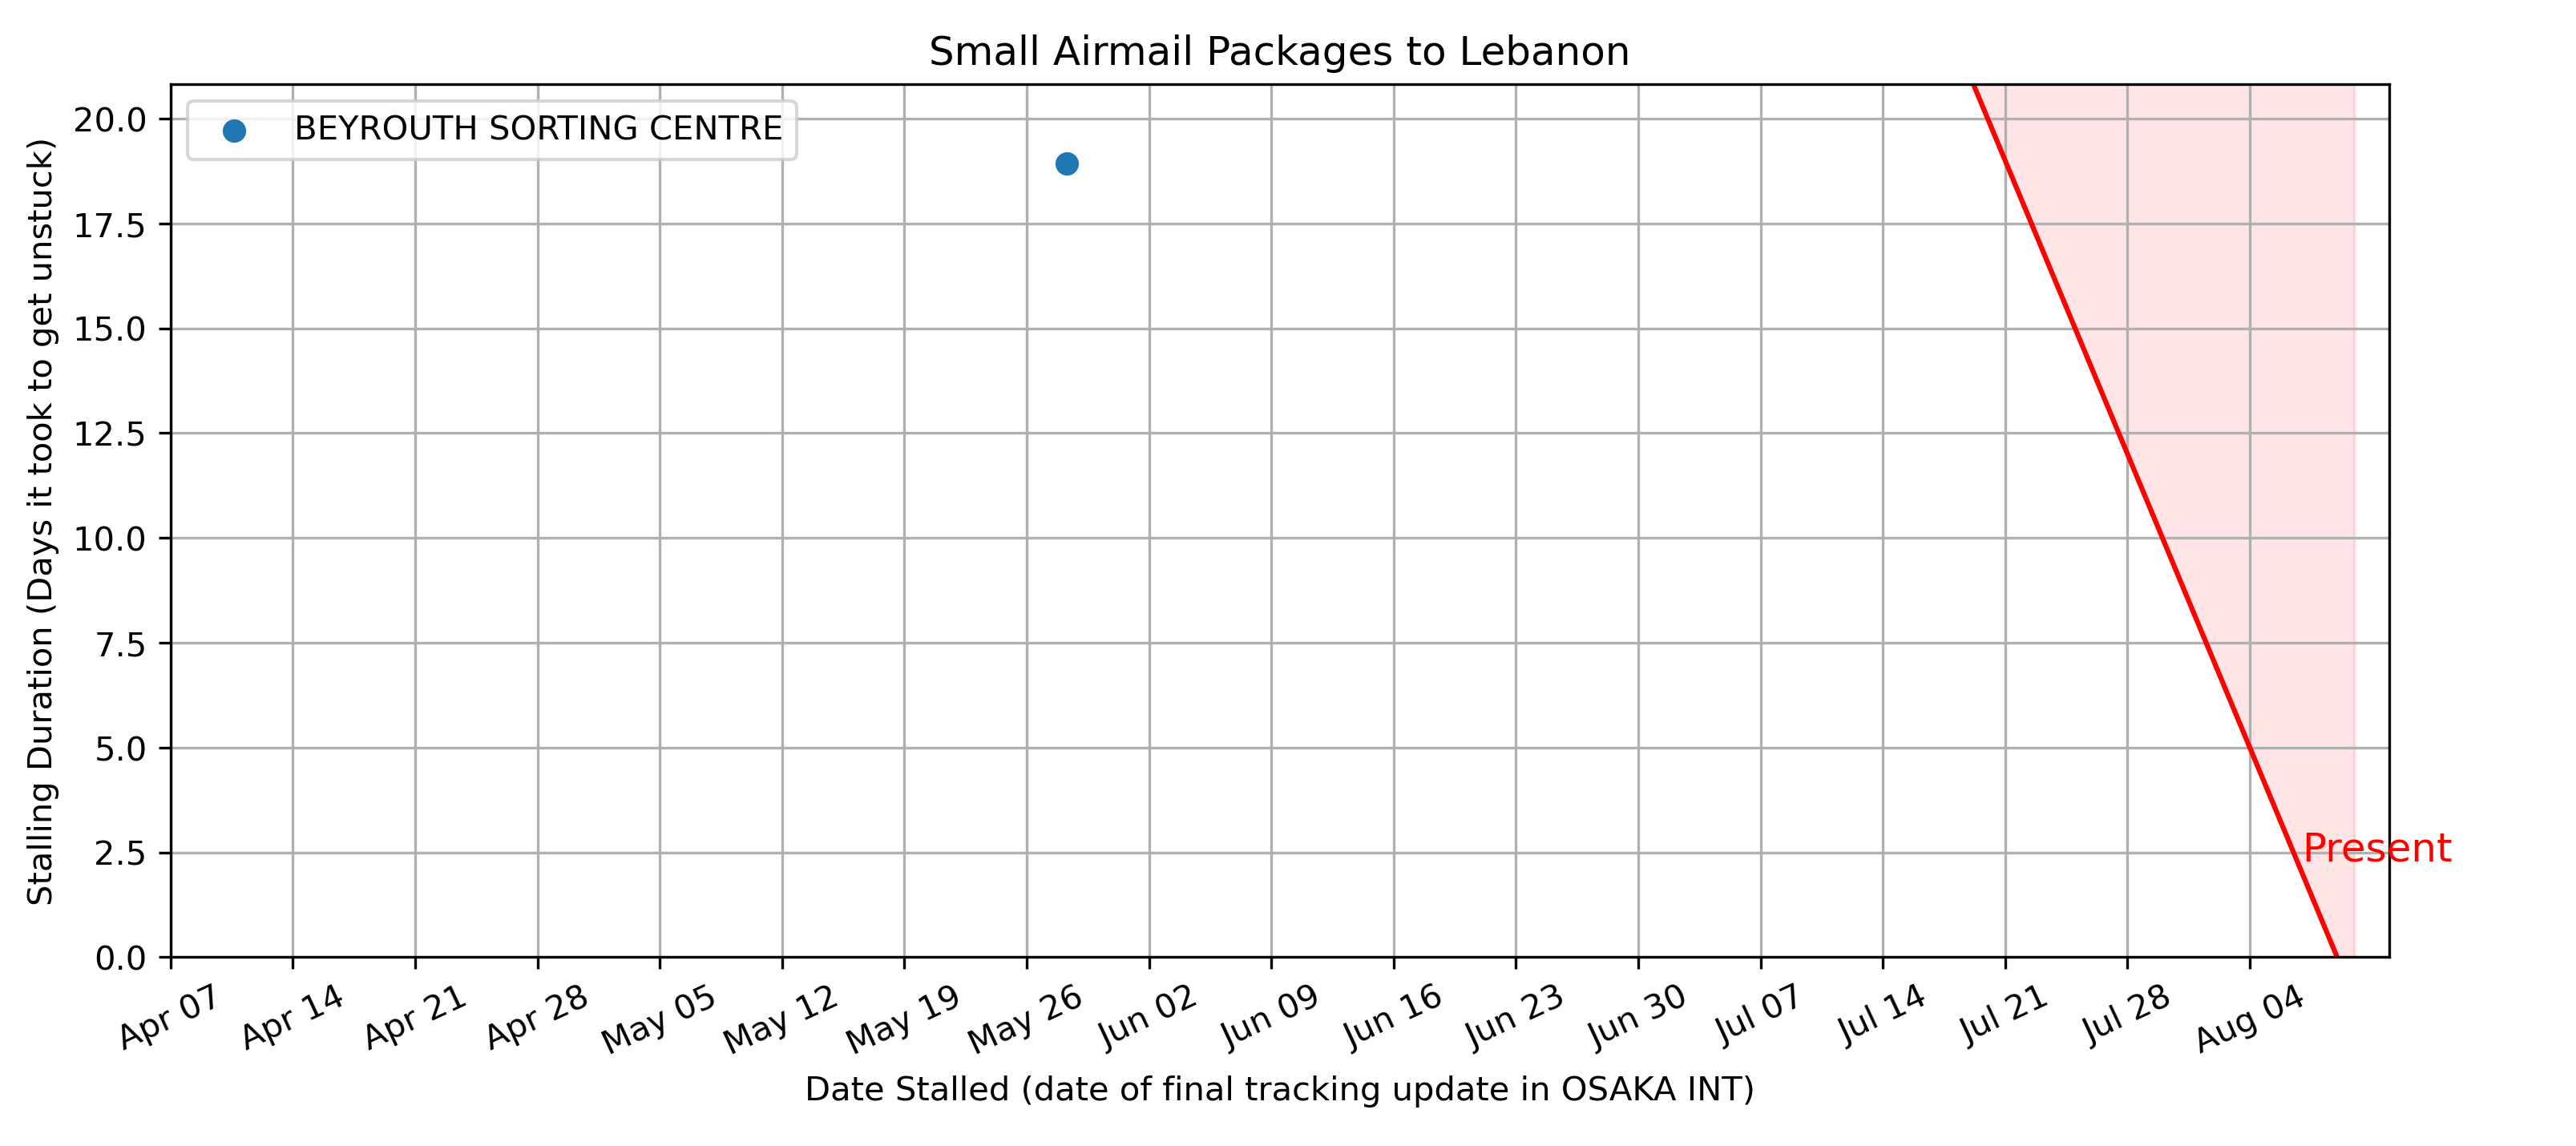 Small Airmail Packages to Lebanon
BEYROUTH SORTING CENTRE
Stalling Duration (Days it took to get unstuck)
20.0
17.5
15.0
12.5
10.0
7.5
5.0
2.5
0.0
Present
Apr 07 Apr 14 Apr 21 Apr 28 May 05 May 12 May 19 May 26 Jun 02 Jun 09 Jun 16 Jun 23 Jun 30 Jul 07 Jul 14 Jul 21 Jul 28 Aug 04
Date Stalled (date of final tracking update in OSAKA INT)